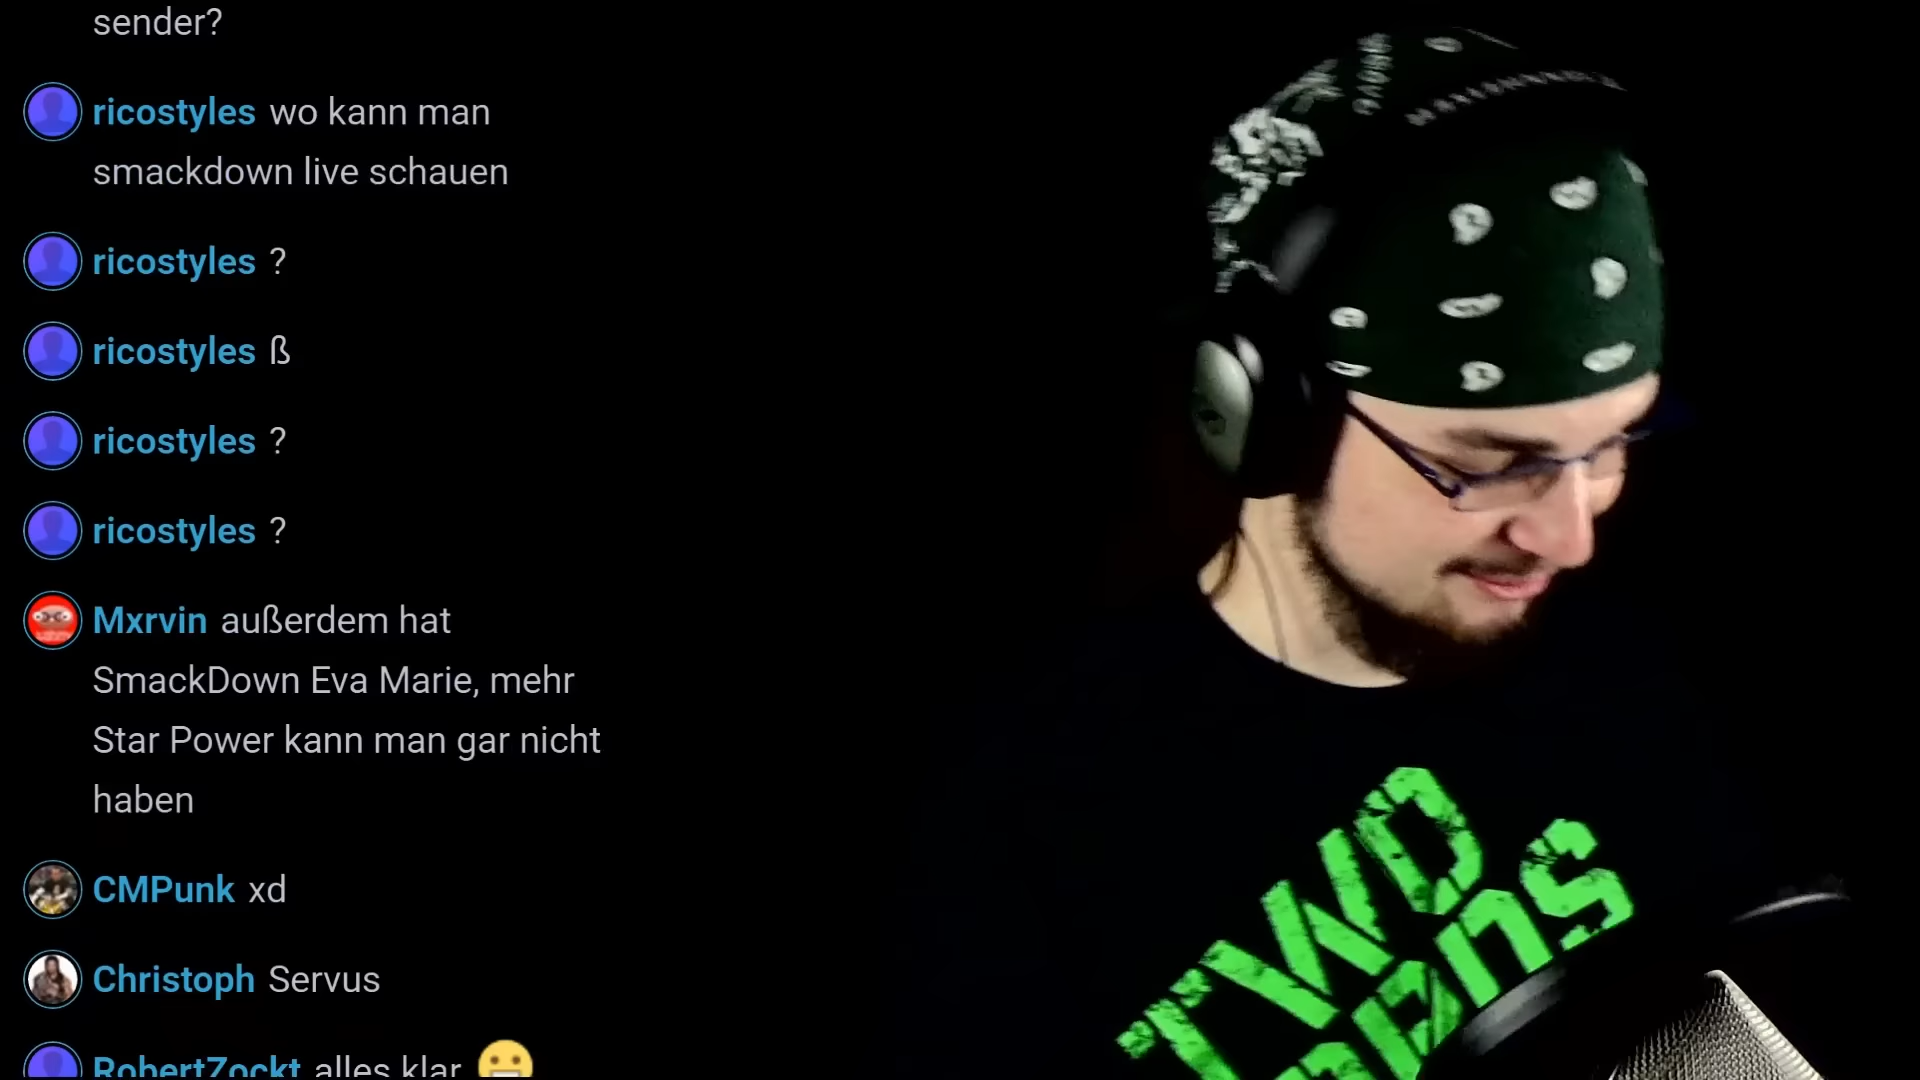 sender?
ricostyles wo kann man
smackdown live schauen
ricostyles ?
ricostyles ß
ricostyles ?
ricostyles ?
Mxrvin außerdem hat
SmackDown Eva Marie, mehr
Star Power kann man gar nicht
haben
CMPunk xd
Christoph Servus
RobertZockt alles klar 😬
TWD